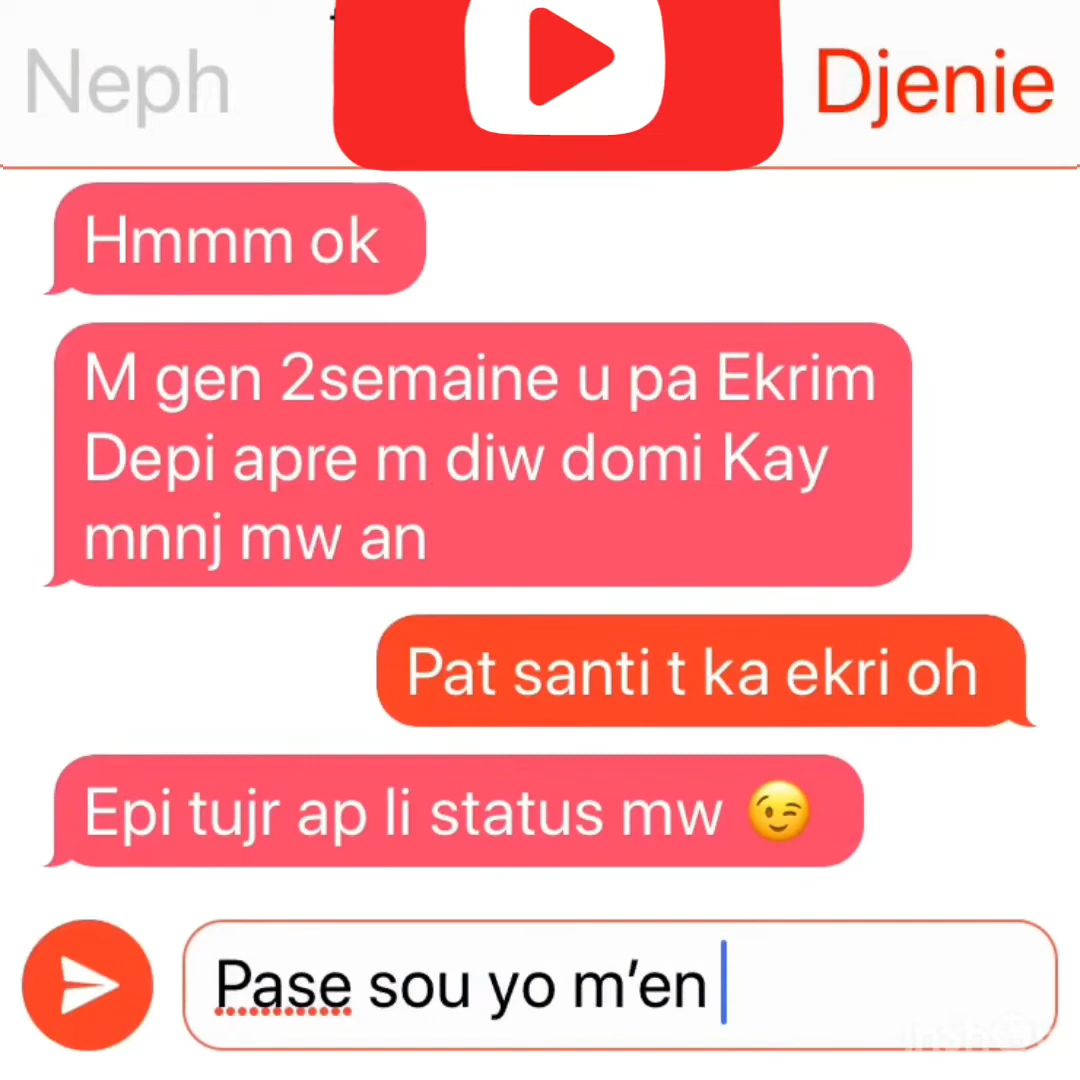 Neph
Djenie
Hmmm ok
M gen 2semaine u pa Ekrim
Depi apre m diw domi Kay
mnnj mw an
Pat santi t ka ekri oh
Epi tujr ap li status mw 😉
Pase sou yo m'en